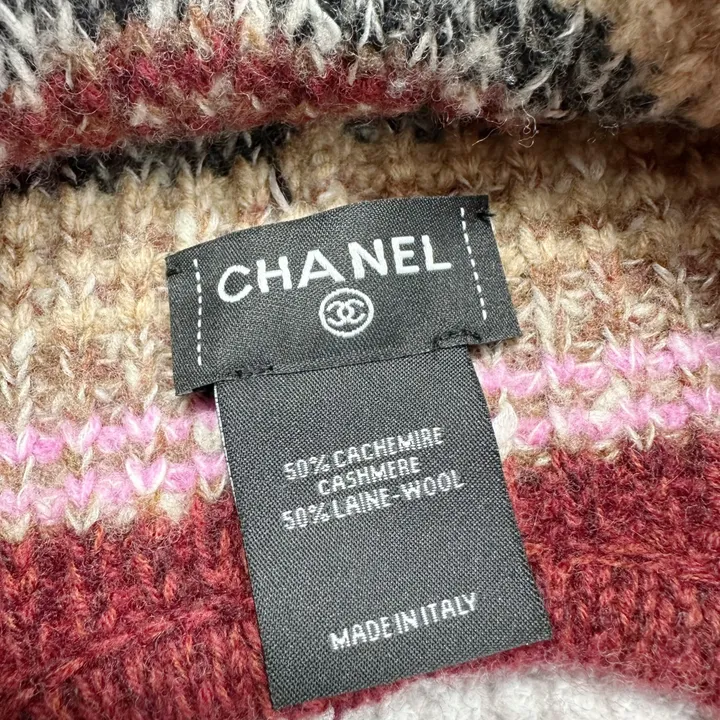 CHANEL
50% CACHEMIRE
CASHMERE
50% LAINE-WOOL
MADE IN ITALY